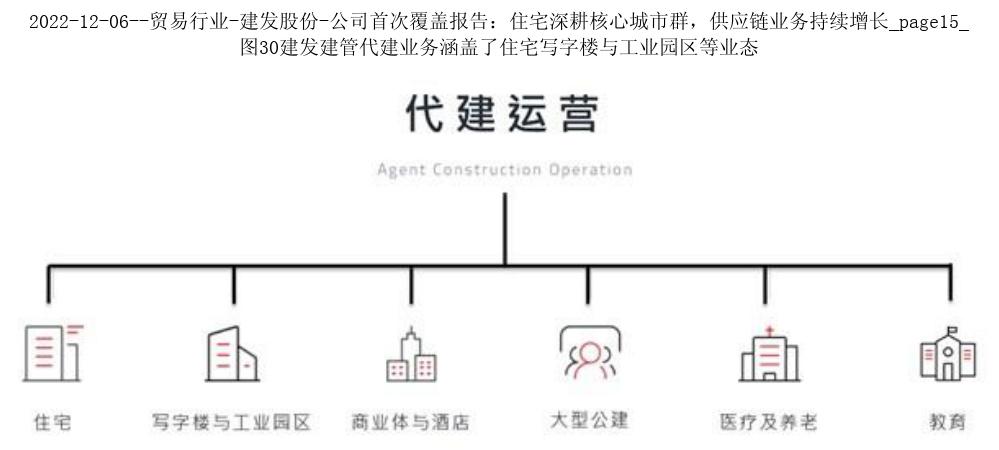 2022-12-06--贸易行业-建发股份-公司首次覆盖报告：住宅深耕核心城市群，供应链业务持续增长_page15_
图30建发建管代建业务涵盖了住宅写字楼与工业园区等业态
代建运营
Agent Construction Operation
住宅
写字楼与工业园区
商业体与酒店
大型公建
医疗及养老
教育